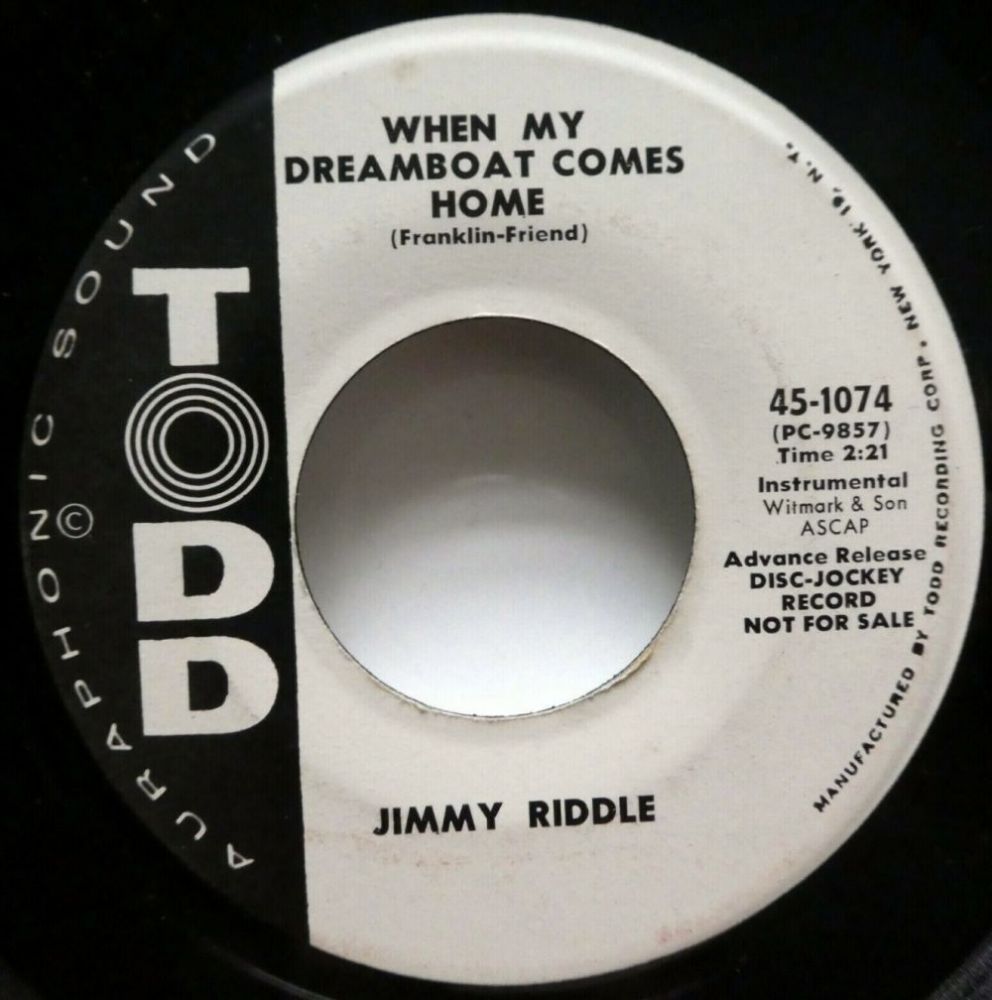 WHEN MY
DREAMBOAT COMES
HOME
(Franklin-Friend)
AURAPHONIC SOUND
©
TODD
45-1074
(PC-9857)
Time 2:21
Instrumental
Witmark & Son
ASCAP
Advance Release
DISC-JOCKEY
RECORD
NOT FOR SALE
JIMMY RIDDLE
MANUFACTURED BY TODD RECORDING CORP. NEW YORK 19, N. Y.